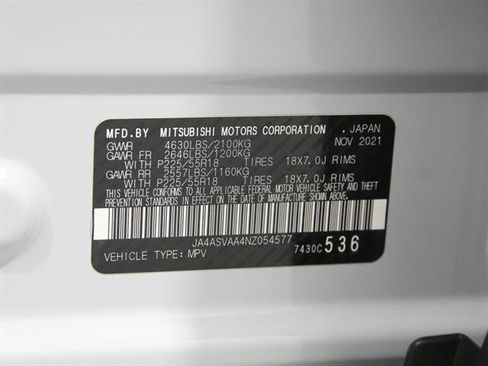 MFD.BY MITSUBISHI MOTORS CORPORATION , JAPAN
GVWR 4630LBS/2100KG NOV 2021
GAWR FR 2646LBS/1200KG
WITH P225/55R18 TIRES 18X7.0J RIMS
GAWR RR 2557LBS/1160KG
WITH P225/55R18 TIRES 18X7.0J RIMS
THIS VEHICLE CONFORMS TO ALL APPLICABLE FEDERAL MOTOR VEHICLE
SAFETY, BUMPER AND THEFT PREVENTION STANDARDS IN EFFECT ON THE
DATE OF MANUFACTURE SHOWN ABOVE.
JA4ASVAA4NZ054577
VEHICLE TYPE: MPV 7430C 536